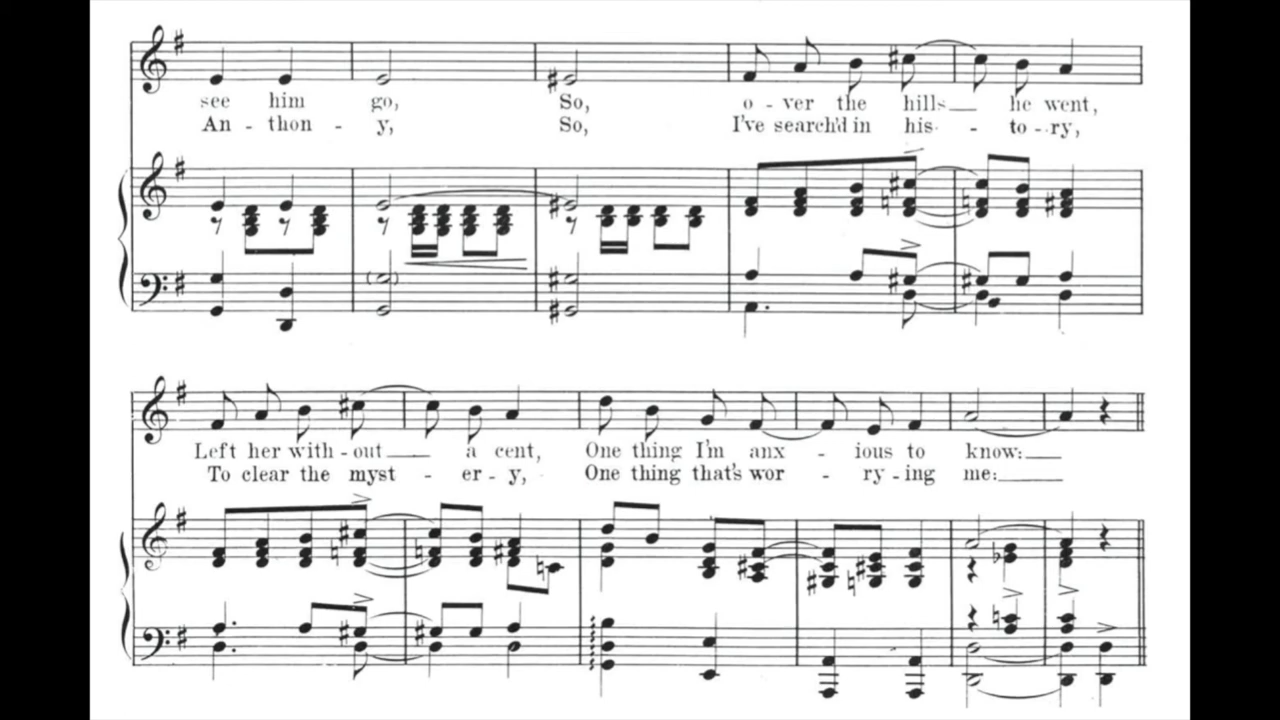 see him go, So, o - ver the hills he went,
An - thon - y, So, I've search'd in his - to - ry,
Left her with - out a cent, One thing I'm anx - ious to know:
To clear the myst - er - y, One thing that's wor - ry - ing me: